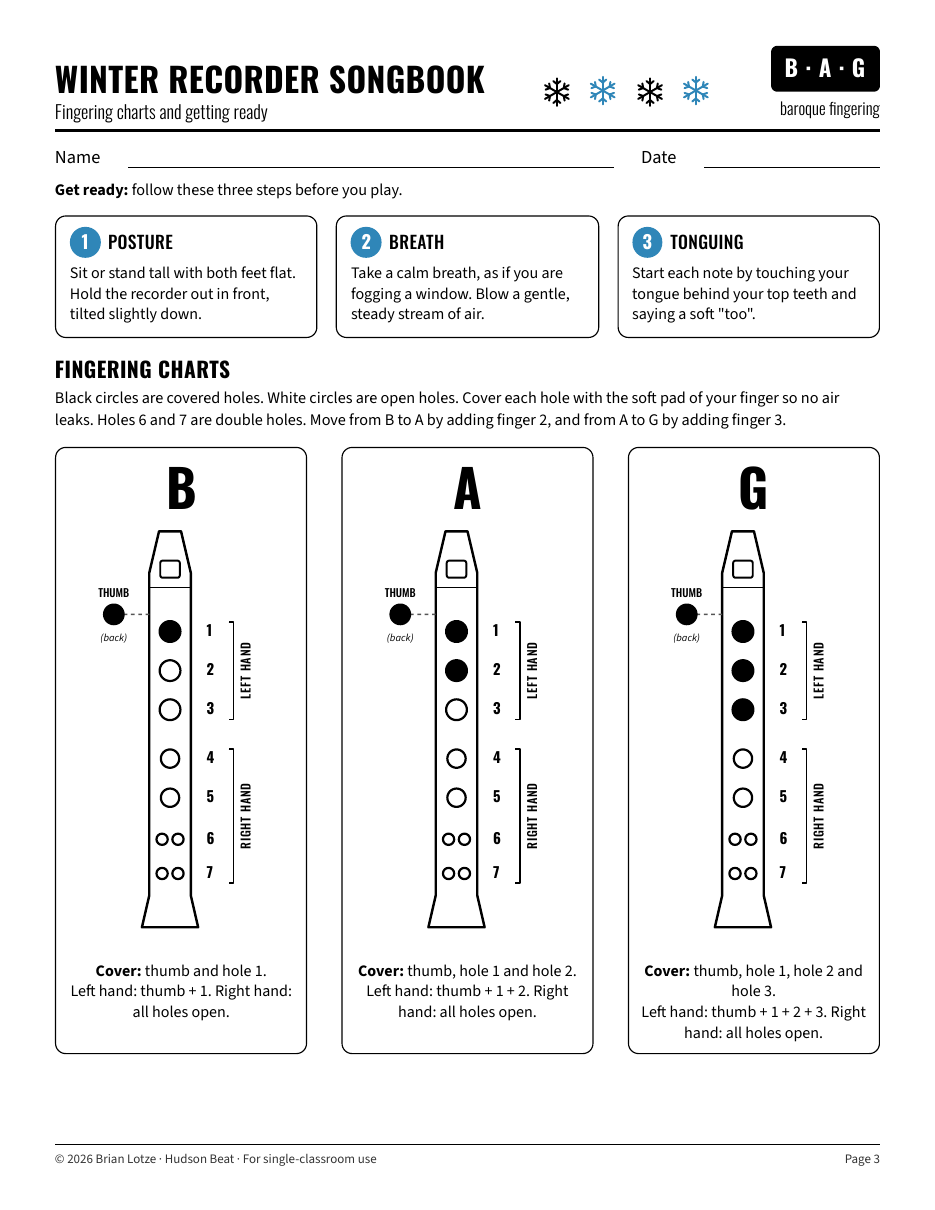 WINTER RECORDER SONGBOOK
Fingering charts and getting ready
B · A · G
baroque fingering
Name
Date
Get ready: follow these three steps before you play.
1 POSTURE
Sit or stand tall with both feet flat.
Hold the recorder out in front,
tilted slightly down.
2 BREATH
Take a calm breath, as if you are
fogging a window. Blow a gentle,
steady stream of air.
3 TONGUING
Start each note by touching your
tongue behind your top teeth and
saying a soft "too".
FINGERING CHARTS
Black circles are covered holes. White circles are open holes. Cover each hole with the soft pad of your finger so no air
leaks. Holes 6 and 7 are double holes. Move from B to A by adding finger 2, and from A to G by adding finger 3.
B
THUMB
(back)
1
2
3
LEFT HAND
4
5
6
7
RIGHT HAND
Cover: thumb and hole 1.
Left hand: thumb + 1. Right hand:
all holes open.
A
THUMB
(back)
1
2
3
LEFT HAND
4
5
6
7
RIGHT HAND
Cover: thumb, hole 1 and hole 2.
Left hand: thumb + 1 + 2. Right
hand: all holes open.
G
THUMB
(back)
1
2
3
LEFT HAND
4
5
6
7
RIGHT HAND
Cover: thumb, hole 1, hole 2 and
hole 3.
Left hand: thumb + 1 + 2 + 3. Right
hand: all holes open.
© 2026 Brian Lotze · Hudson Beat · For single-classroom use
Page 3